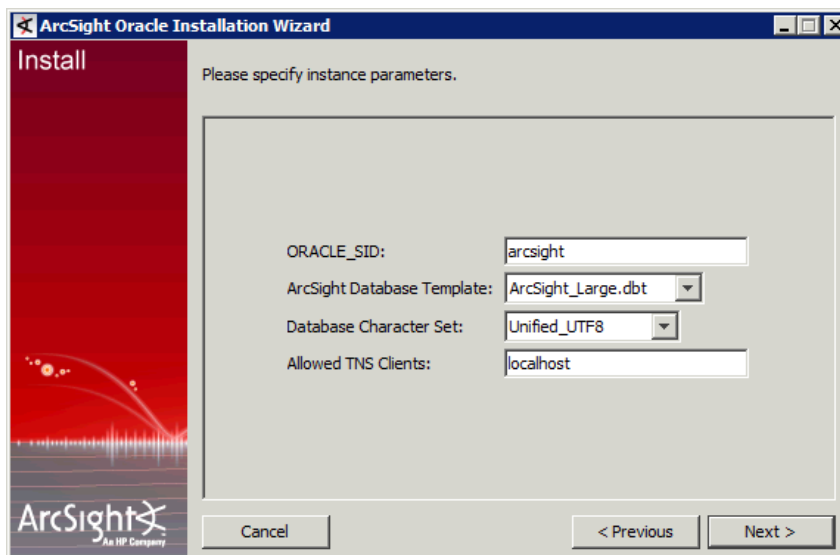 ArcSight Oracle Installation Wizard
Install
Please specify instance parameters.
ORACLE_SID: arcsight
ArcSight Database Template: ArcSight_Large.dbt
Database Character Set: Unified_UTF8
Allowed TNS Clients: localhost
ArcSight
An HP Company
Cancel < Previous Next >